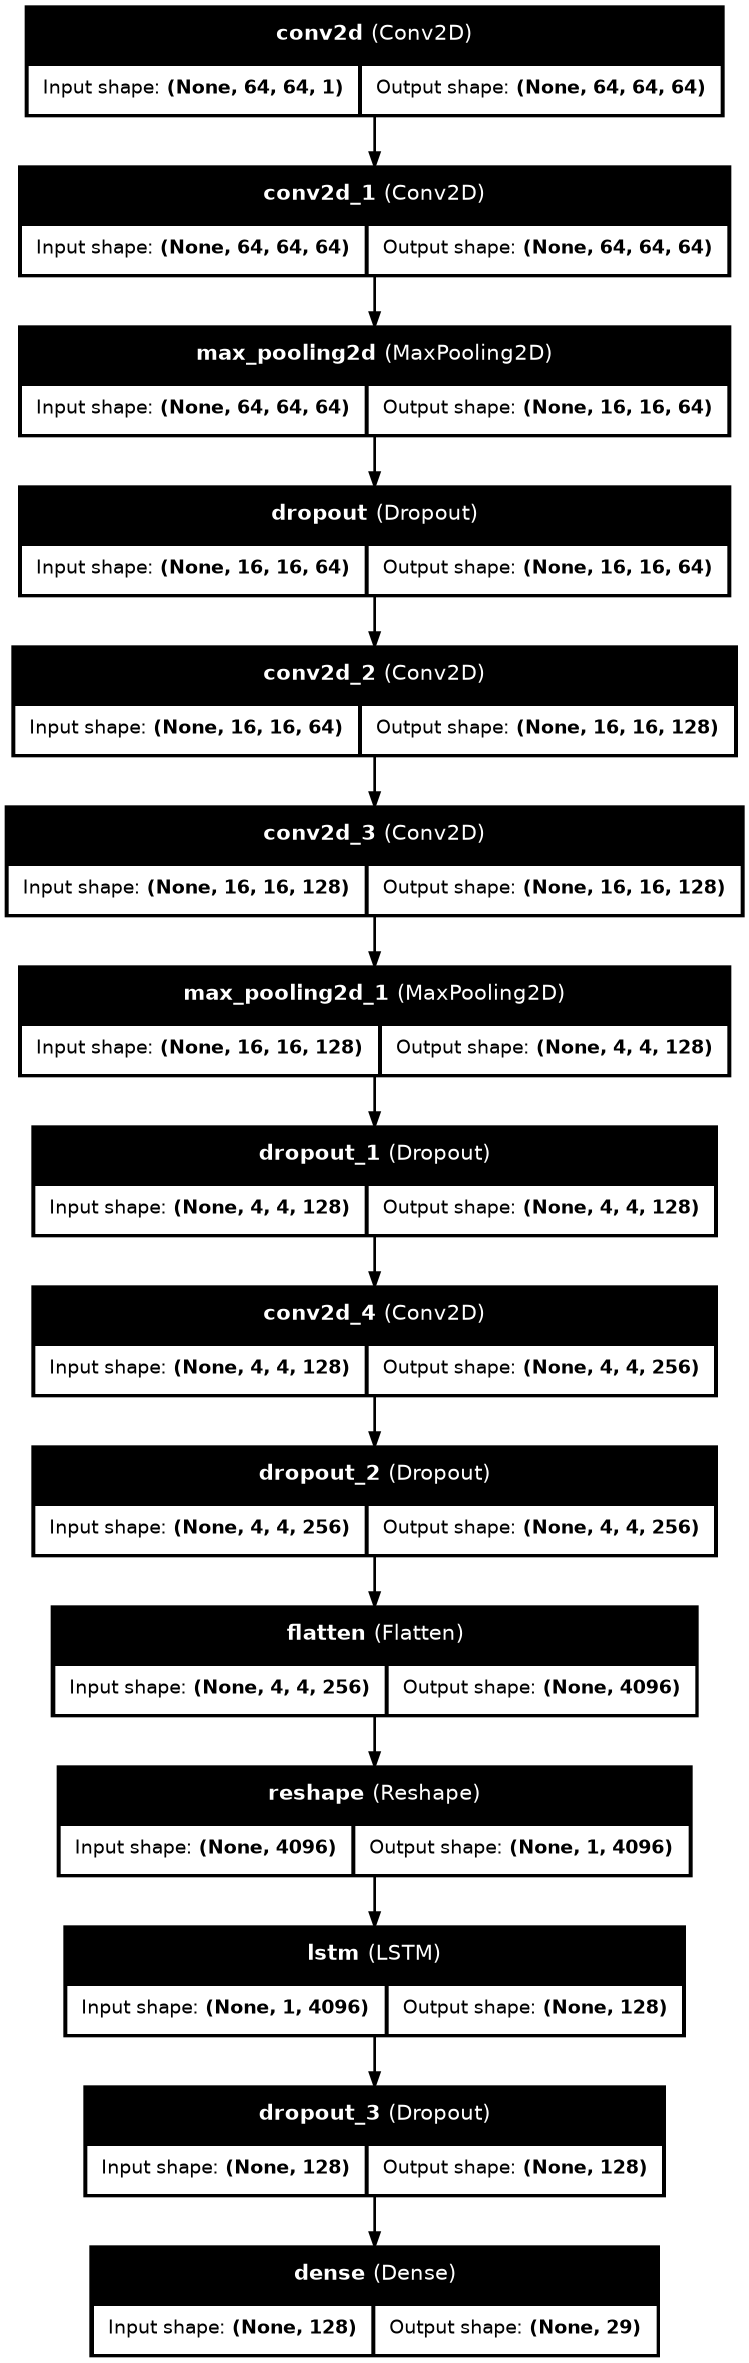 conv2d (Conv2D)
Input shape: (None, 64, 64, 1) Output shape: (None, 64, 64, 64)
conv2d_1 (Conv2D)
Input shape: (None, 64, 64, 64) Output shape: (None, 64, 64, 64)
max_pooling2d (MaxPooling2D)
Input shape: (None, 64, 64, 64) Output shape: (None, 16, 16, 64)
dropout (Dropout)
Input shape: (None, 16, 16, 64) Output shape: (None, 16, 16, 64)
conv2d_2 (Conv2D)
Input shape: (None, 16, 16, 64) Output shape: (None, 16, 16, 128)
conv2d_3 (Conv2D)
Input shape: (None, 16, 16, 128) Output shape: (None, 16, 16, 128)
max_pooling2d_1 (MaxPooling2D)
Input shape: (None, 16, 16, 128) Output shape: (None, 4, 4, 128)
dropout_1 (Dropout)
Input shape: (None, 4, 4, 128) Output shape: (None, 4, 4, 128)
conv2d_4 (Conv2D)
Input shape: (None, 4, 4, 128) Output shape: (None, 4, 4, 256)
dropout_2 (Dropout)
Input shape: (None, 4, 4, 256) Output shape: (None, 4, 4, 256)
flatten (Flatten)
Input shape: (None, 4, 4, 256) Output shape: (None, 4096)
reshape (Reshape)
Input shape: (None, 4096) Output shape: (None, 1, 4096)
lstm (LSTM)
Input shape: (None, 1, 4096) Output shape: (None, 128)
dropout_3 (Dropout)
Input shape: (None, 128) Output shape: (None, 128)
dense (Dense)
Input shape: (None, 128) Output shape: (None, 29)